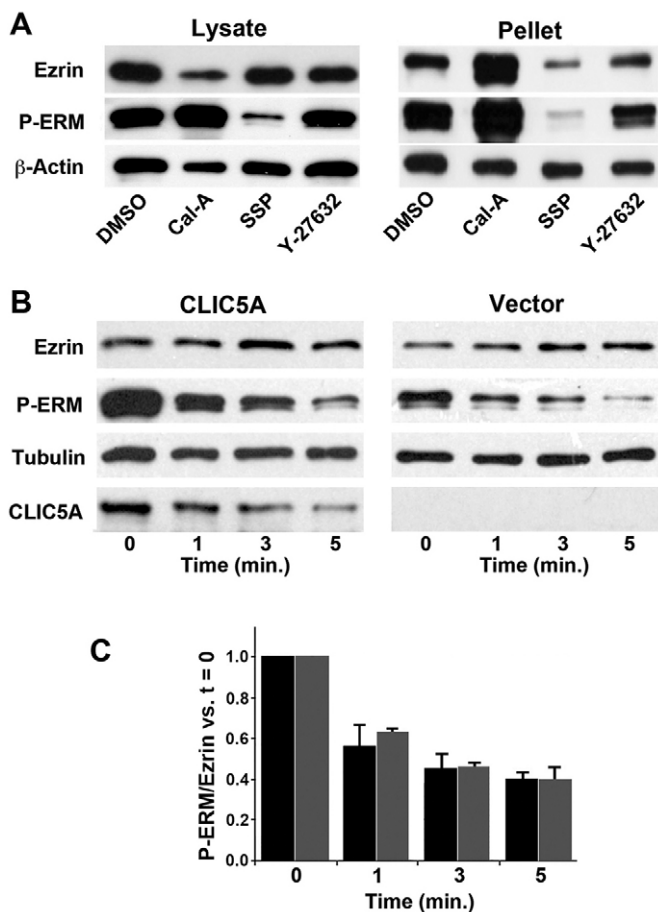 A
Lysate Pellet
Ezrin
P-ERM
β-Actin
DMSO Cal-A SSP Y-27632 DMSO Cal-A SSP Y-27632
B
CLIC5A Vector
Ezrin
P-ERM
Tubulin
CLIC5A
0 1 3 5 0 1 3 5
Time (min.) Time (min.)
C
P-ERM/Ezrin vs. t = 0
1.0
0.8
0.6
0.4
0.2
0.0
0 1 3 5
Time (min.)